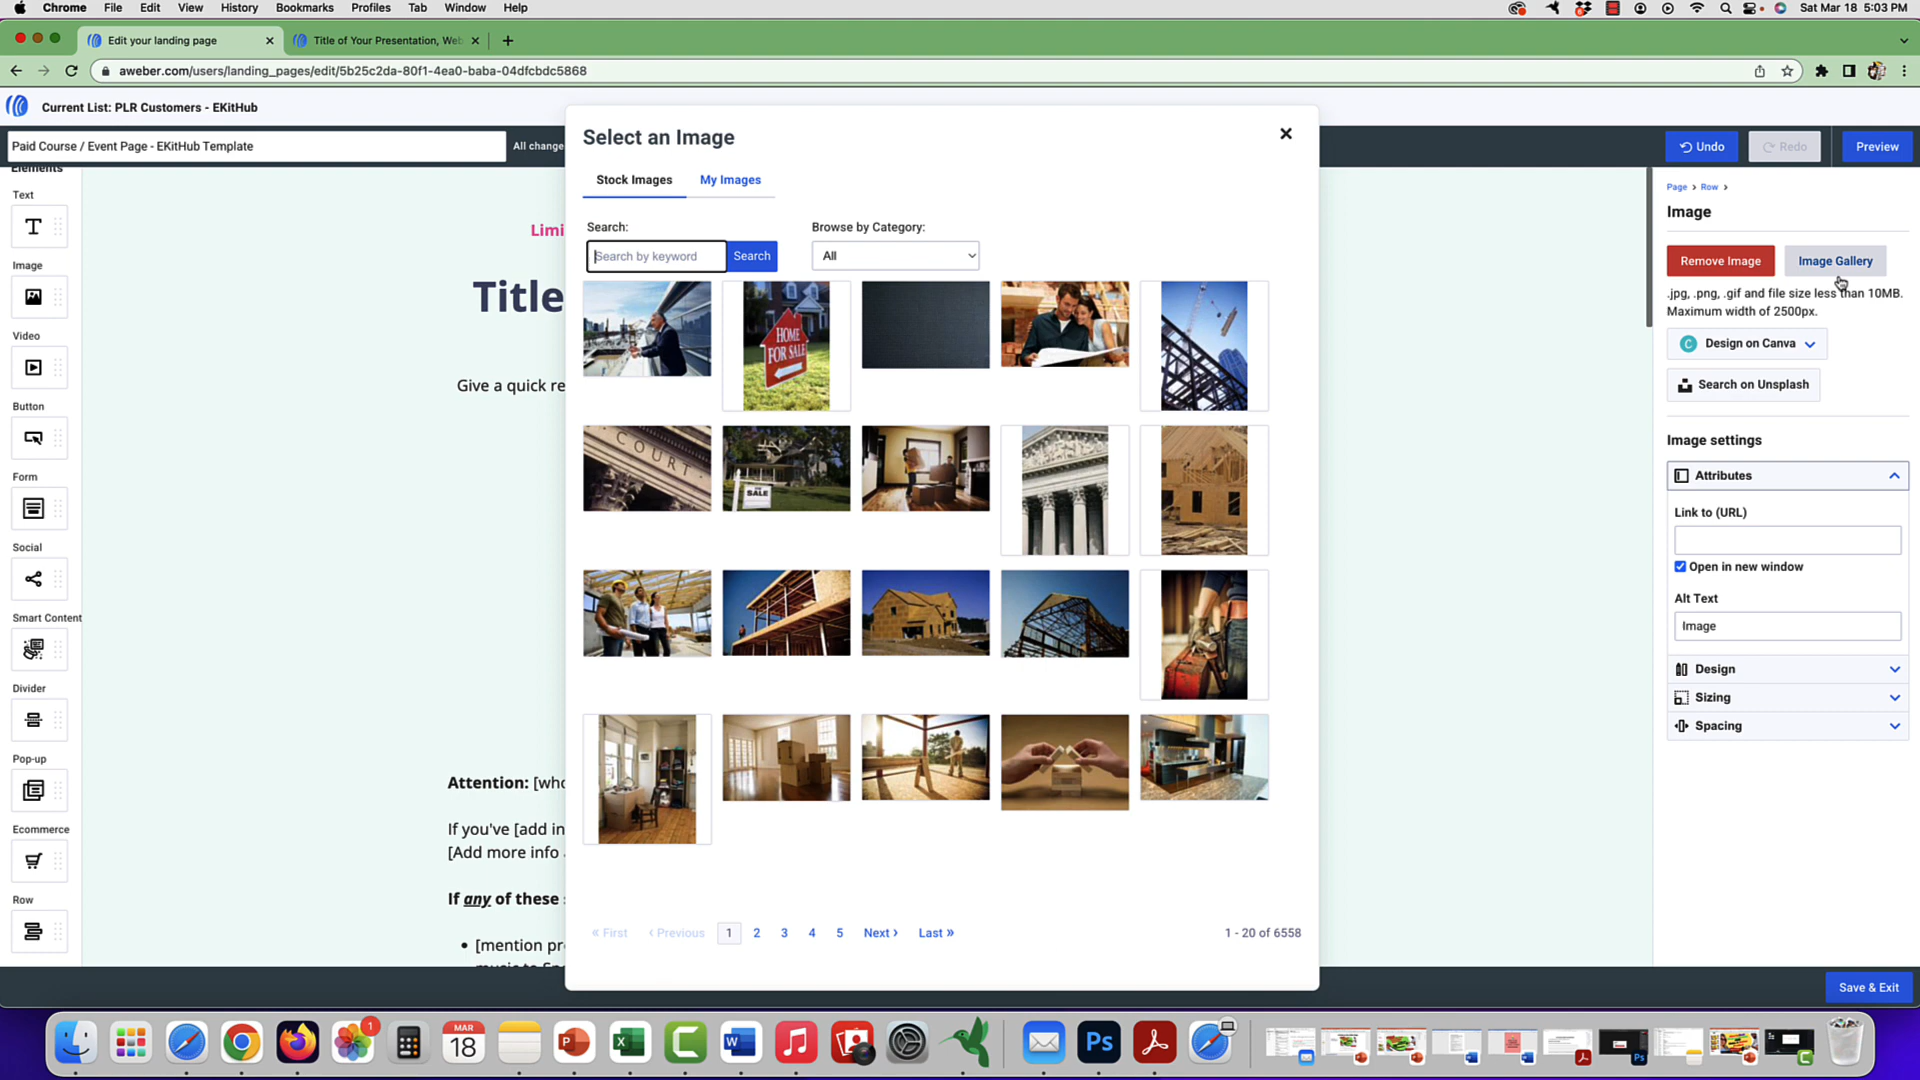 Chrome File Edit View History Bookmarks Profiles Tab Window Help Sat Mar 18 5:03 PM
Edit your landing page
Title of Your Presentation, Web
aweber.com/users/landing_pages/edit/5b25c2da-80f1-4ea0-baba-04dfcbdc5868
Current List: PLR Customers - EKitHub
Paid Course / Event Page - EKitHub Template
All change
Undo
Redo
Preview
Elements
Text
Image
Video
Button
Form
Social
Smart Content
Divider
Pop-up
Ecommerce
Row
Limi
Title
Give a quick re
Attention: [who
If you've [add in
[Add more info
If any of these
• [mention pr
Select an Image
Stock Images
My Images
Search:
Browse by Category:
Search by keyword
Search
All
HOME
FOR SALE
COURT
SALE
« First
‹ Previous
1
2
3
4
5
Next ›
Last »
1 - 20 of 6558
Page > Row >
Image
Remove Image
Image Gallery
.jpg, .png, .gif and file size less than 10MB.
Maximum width of 2500px.
Design on Canva
Search on Unsplash
Image settings
Attributes
Link to (URL)
Open in new window
Alt Text
Image
Design
Sizing
Spacing
Save & Exit
1
MAR
18